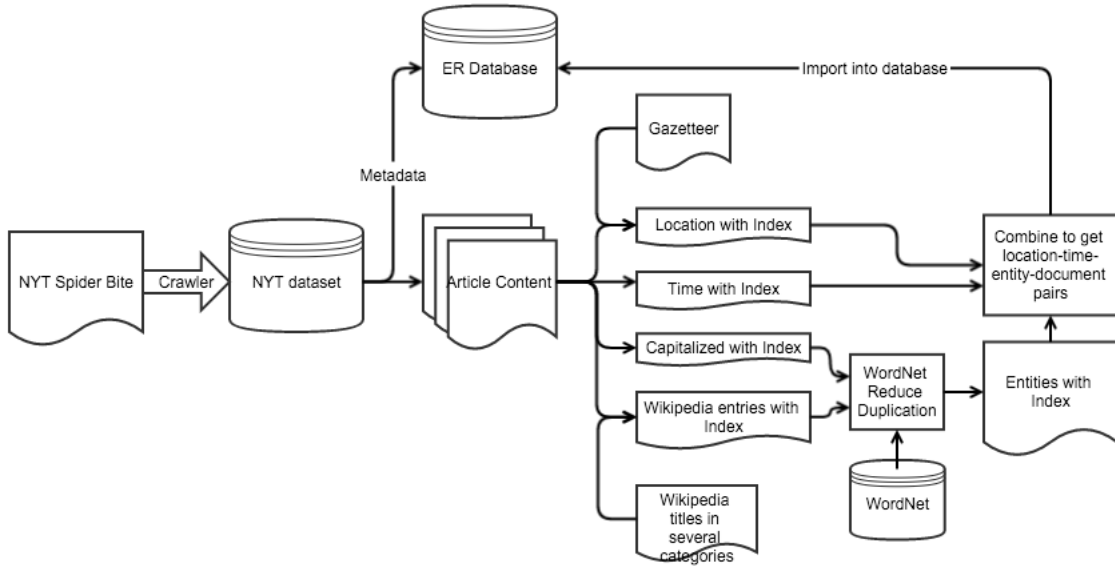 ER Database
Import into database
Gazetteer
Metadata
Location with Index
Combine to get
location-time-
entity-document
pairs
NYT Spider Bite
Crawler
NYT dataset
Article Content
Time with Index
Capitalized with Index
WordNet
Reduce
Duplication
Entities with
Index
Wikipedia entries with
Index
WordNet
Wikipedia
titles in
several
categories